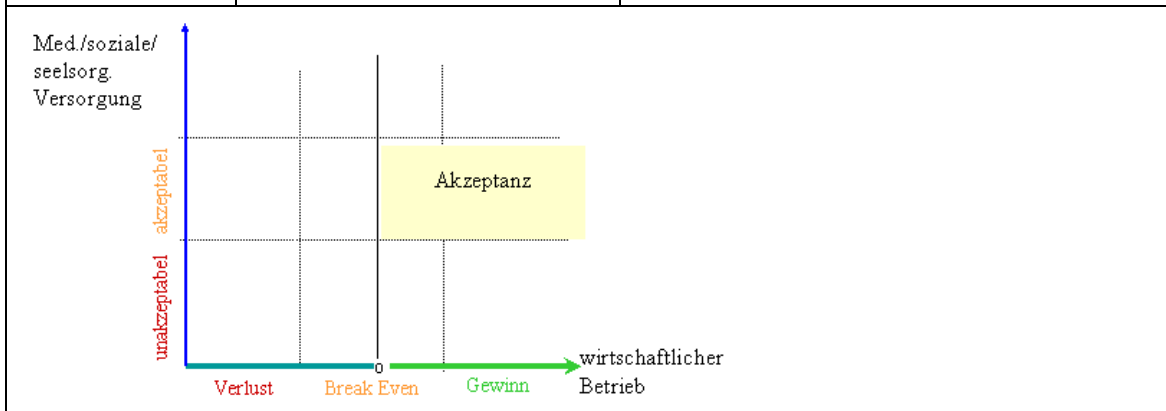 Med./soziale/
seelsorg.
Versorgung
akzeptabel
Akzeptanz
unakzeptabel
0
wirtschaftlicher
Betrieb
Verlust
Break Even
Gewinn